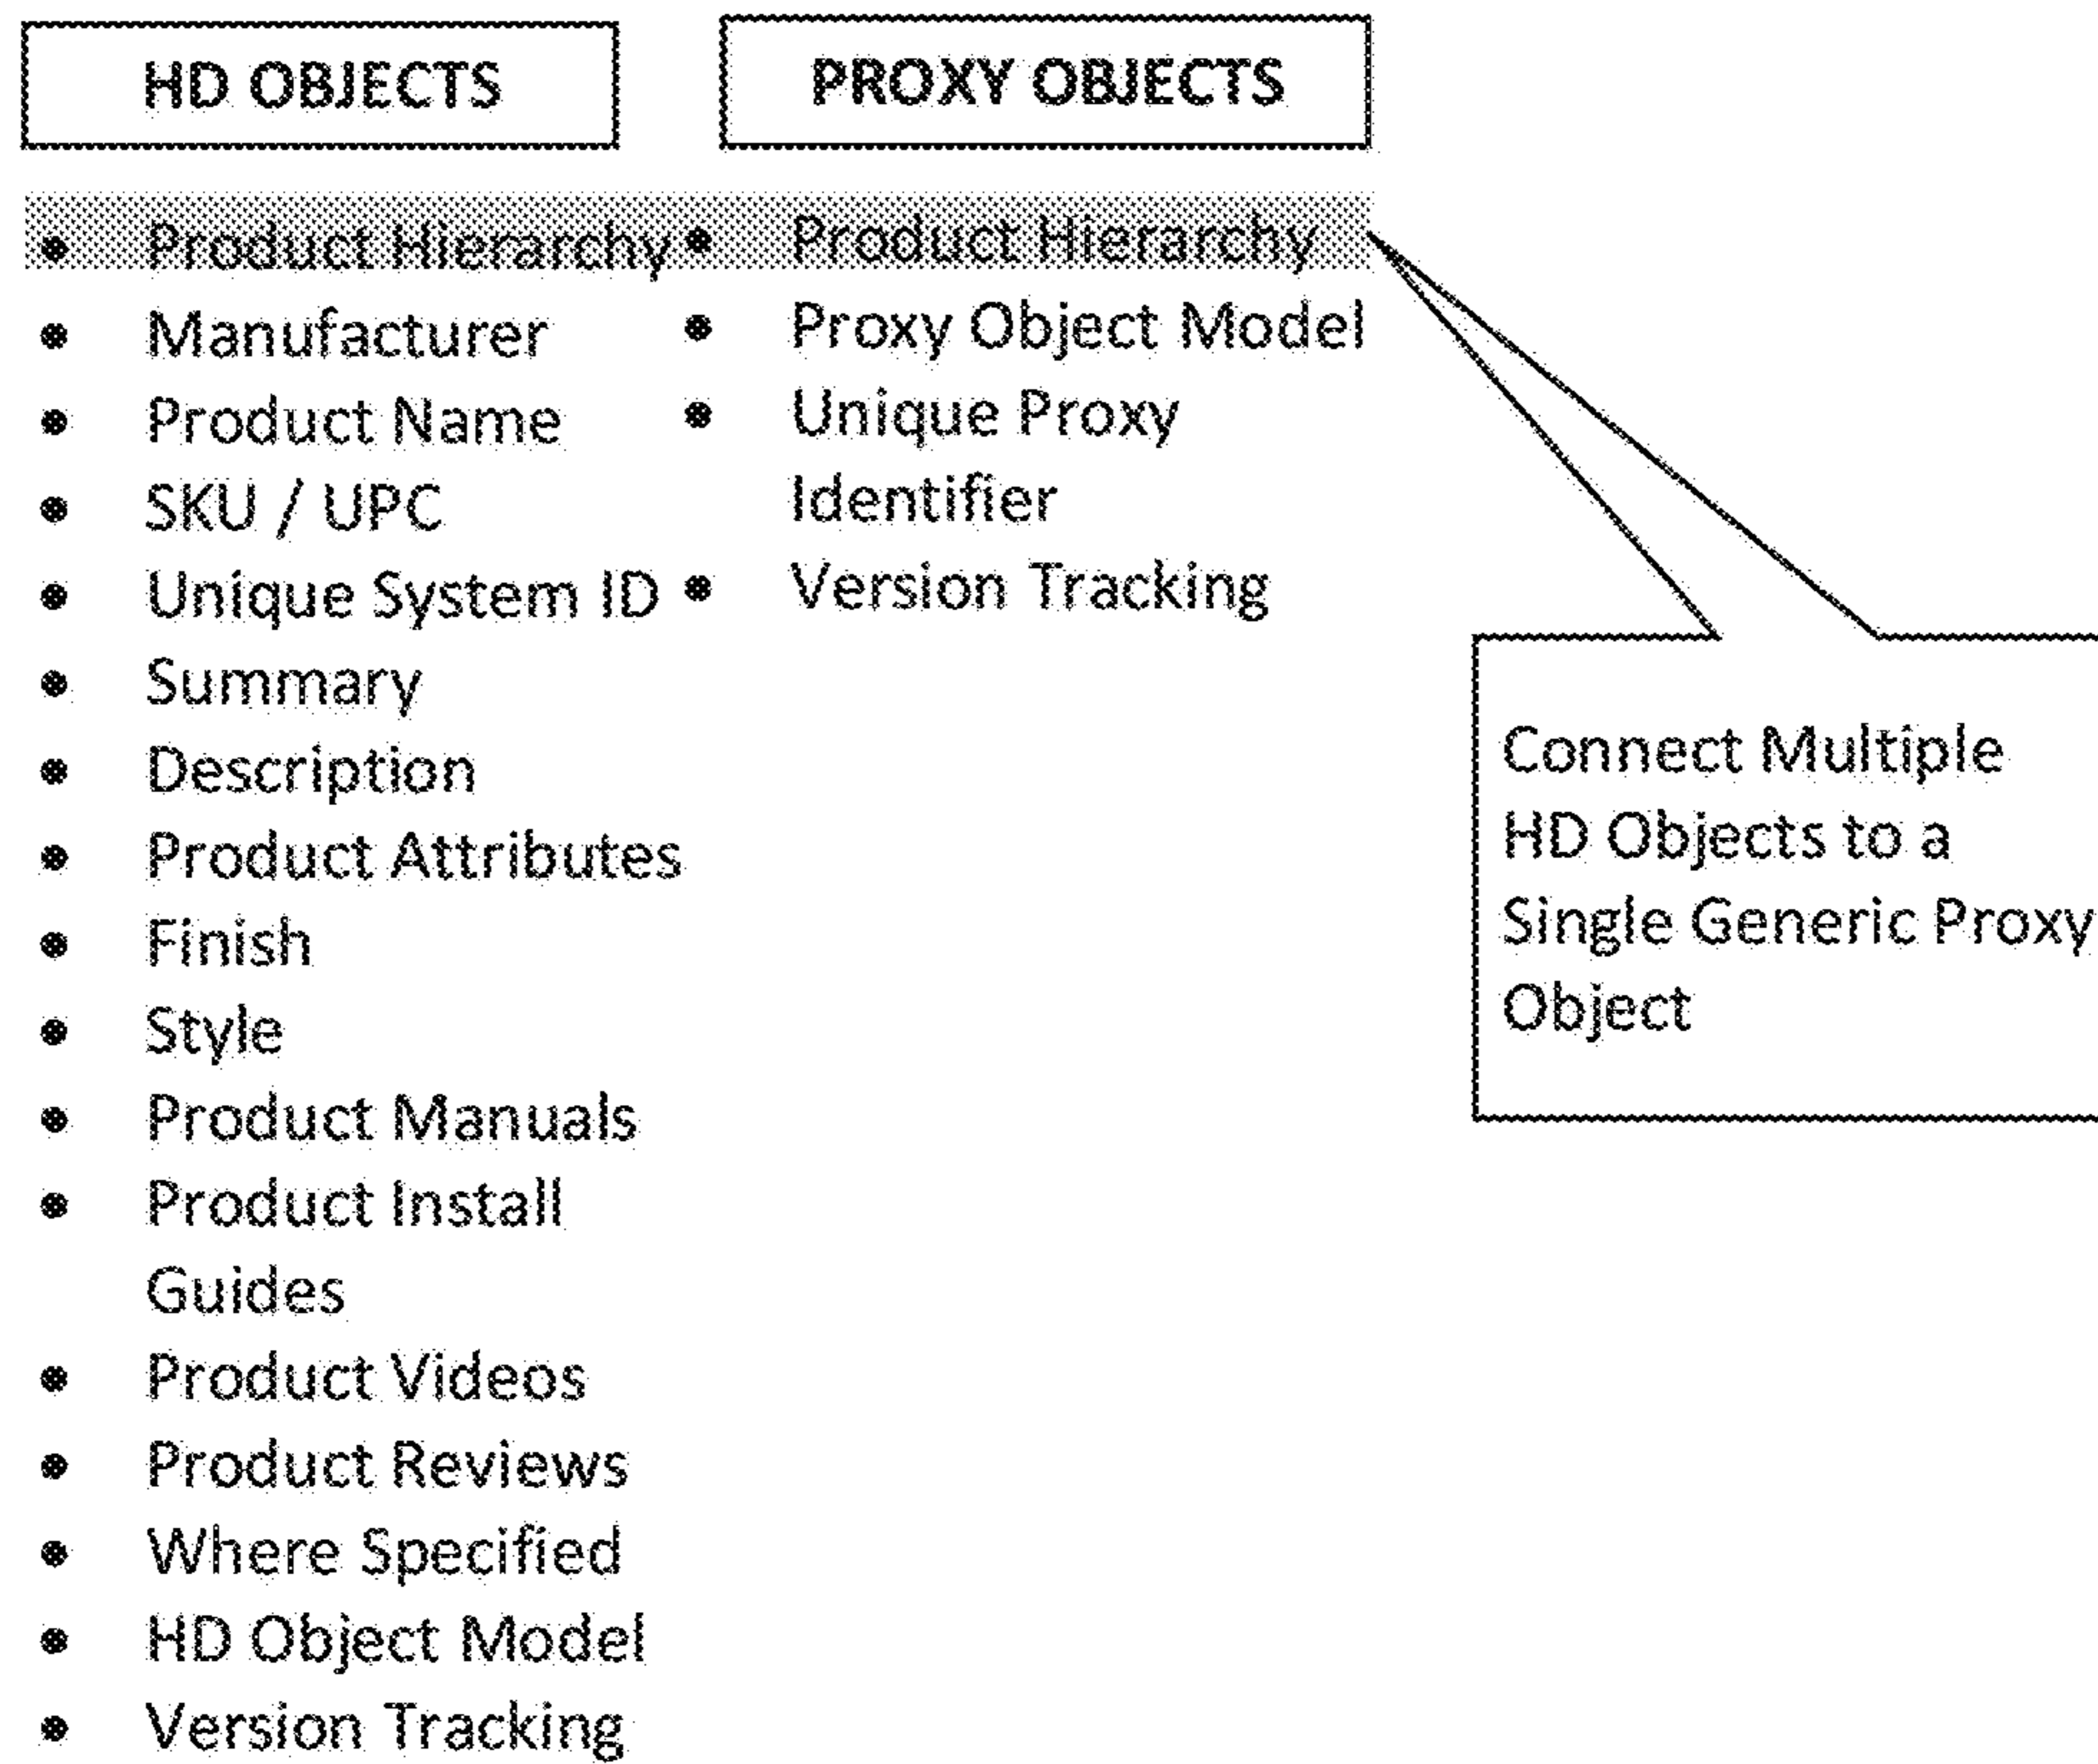 HD OBJECTS
• Product Hierarchy
• Manufacturer
• Product Name
• SKU / UPC
• Unique System ID
• Summary
• Description
• Product Attributes
• Finish
• Style
• Product Manuals
• Product Install
Guides
• Product Videos
• Product Reviews
• Where Specified
• HD Object Model
• Version Tracking
PROXY OBJECTS
• Product Hierarchy
• Proxy Object Model
• Unique Proxy
Identifier
• Version Tracking
Connect Multiple
HD Objects to a
Single Generic Proxy
Object